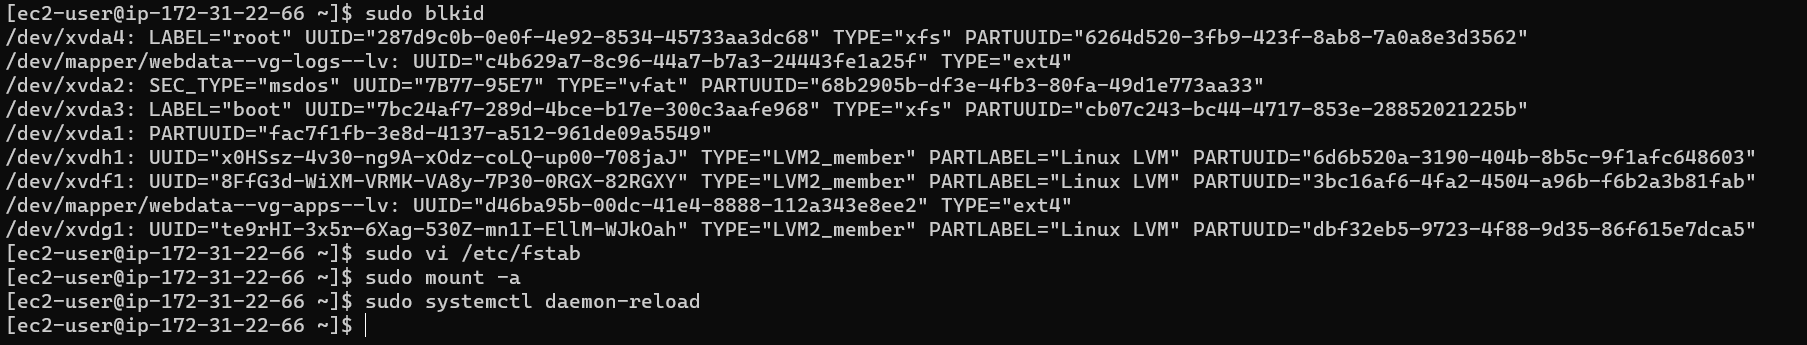 [ec2-user@ip-172-31-22-66 ~]$ sudo blkid
/dev/xvda4: LABEL="root" UUID="287d9c0b-0e0f-4e92-8534-45733aa3dc68" TYPE="xfs" PARTUUID="6264d520-3fb9-423f-8ab8-7a0a8e3d3562"
/dev/mapper/webdata--vg-logs--lv: UUID="c4b629a7-8c96-44a7-b7a3-24443fe1a25f" TYPE="ext4"
/dev/xvda2: SEC_TYPE="msdos" UUID="7B77-95E7" TYPE="vfat" PARTUUID="68b2905b-df3e-4fb3-80fa-49d1e773aa33"
/dev/xvda3: LABEL="boot" UUID="7bc24af7-289d-4bce-b17e-300c3aafe968" TYPE="xfs" PARTUUID="cb07c243-bc44-4717-853e-28852021225b"
/dev/xvda1: PARTUUID="fac7f1fb-3e8d-4137-a512-961de09a5549"
/dev/xvdh1: UUID="x0HSsz-4v30-ng9A-xOdz-coLQ-up00-708jaJ" TYPE="LVM2_member" PARTLABEL="Linux LVM" PARTUUID="6d6b520a-3190-404b-8b5c-9f1afc648603"
/dev/xvdf1: UUID="8FfG3d-WiXM-VRMK-VA8y-7P30-0RGX-82RGXY" TYPE="LVM2_member" PARTLABEL="Linux LVM" PARTUUID="3bc16af6-4fa2-4504-a96b-f6b2a3b81fab"
/dev/mapper/webdata--vg-apps--lv: UUID="d46ba95b-00dc-41e4-8888-112a343e8ee2" TYPE="ext4"
/dev/xvdg1: UUID="te9rHI-3x5r-6Xag-530Z-mn1I-EllM-WJkOah" TYPE="LVM2_member" PARTLABEL="Linux LVM" PARTUUID="dbf32eb5-9723-4f88-9d35-86f615e7dca5"
[ec2-user@ip-172-31-22-66 ~]$ sudo vi /etc/fstab
[ec2-user@ip-172-31-22-66 ~]$ sudo mount -a
[ec2-user@ip-172-31-22-66 ~]$ sudo systemctl daemon-reload
[ec2-user@ip-172-31-22-66 ~]$